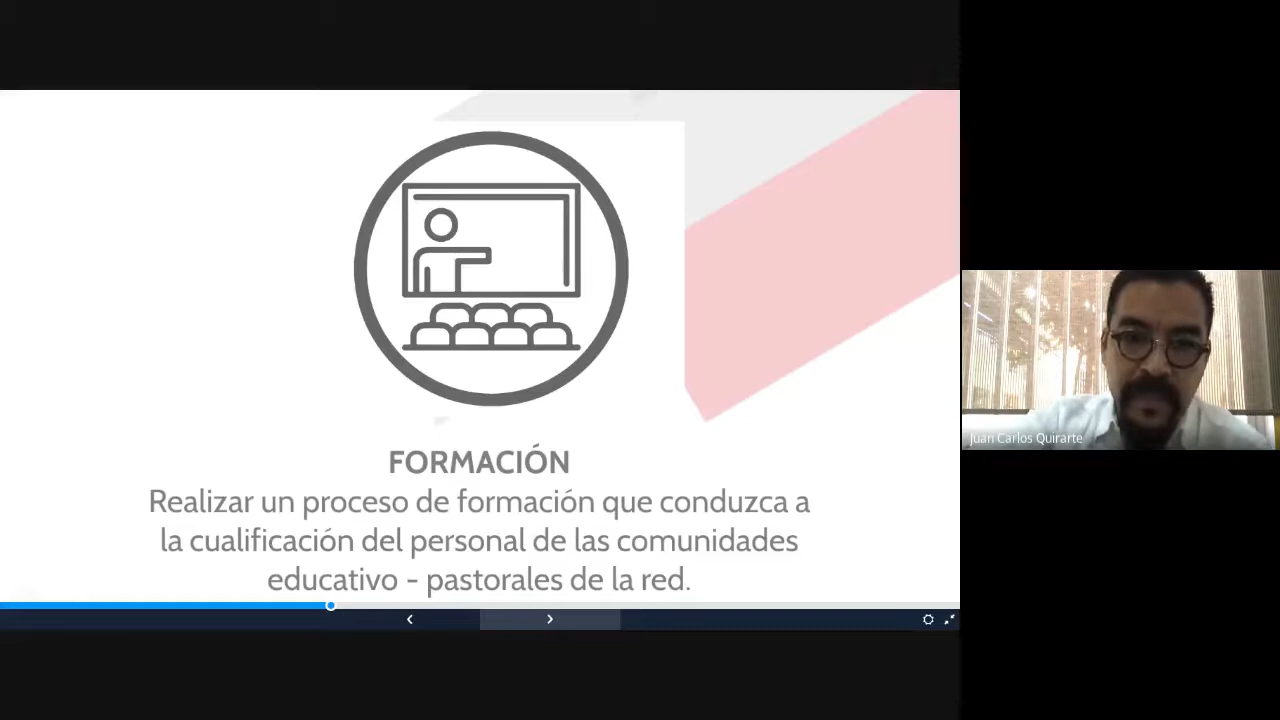 FORMACIÓN
Realizar un proceso de formación que conduzca a
la cualificación del personal de las comunidades
educativo - pastorales de la red.
Juan Carlos Quirarte